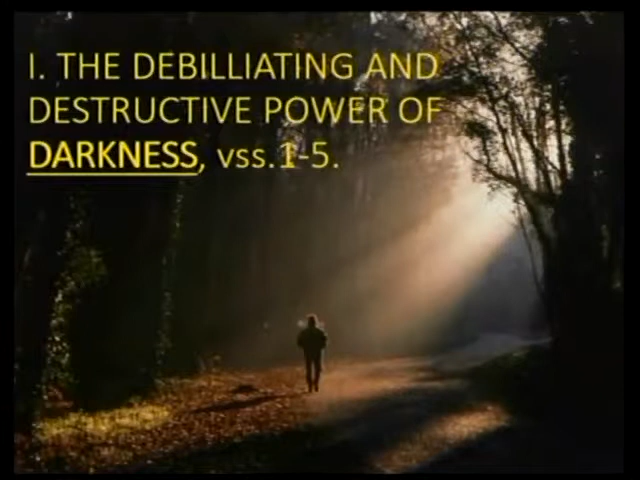 I. THE DEBILLIATING AND
DESTRUCTIVE POWER OF
DARKNESS, vss.1-5.